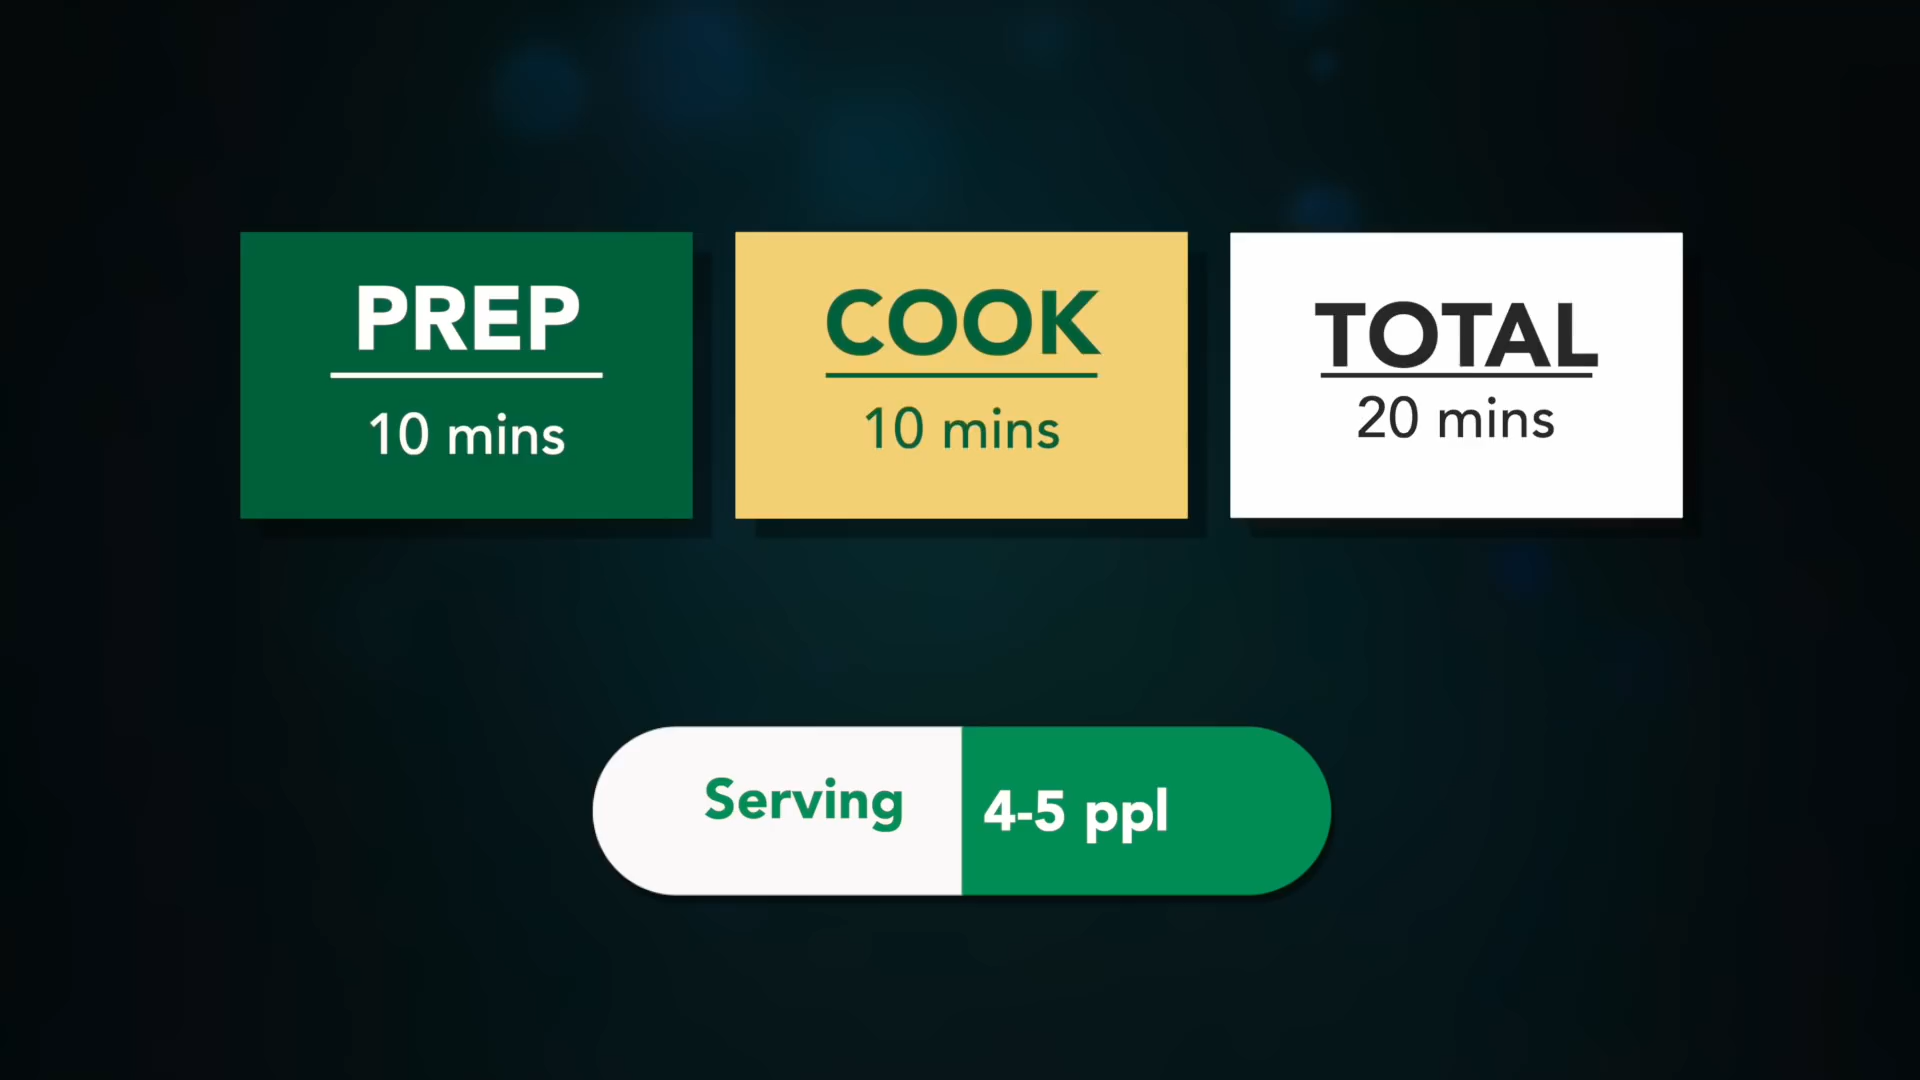 PREP
10 mins
COOK
10 mins
TOTAL
20 mins
Serving
4-5 ppl